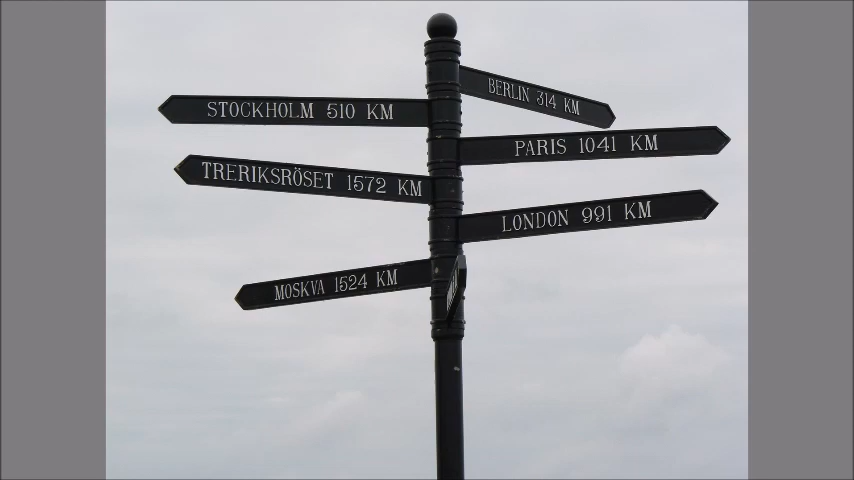 BERLIN 314 KM
STOCKHOLM 510 KM
PARIS 1041 KM
TRERIKSRÖSET 1572 KM
LONDON 991 KM
MOSKVA 1524 KM